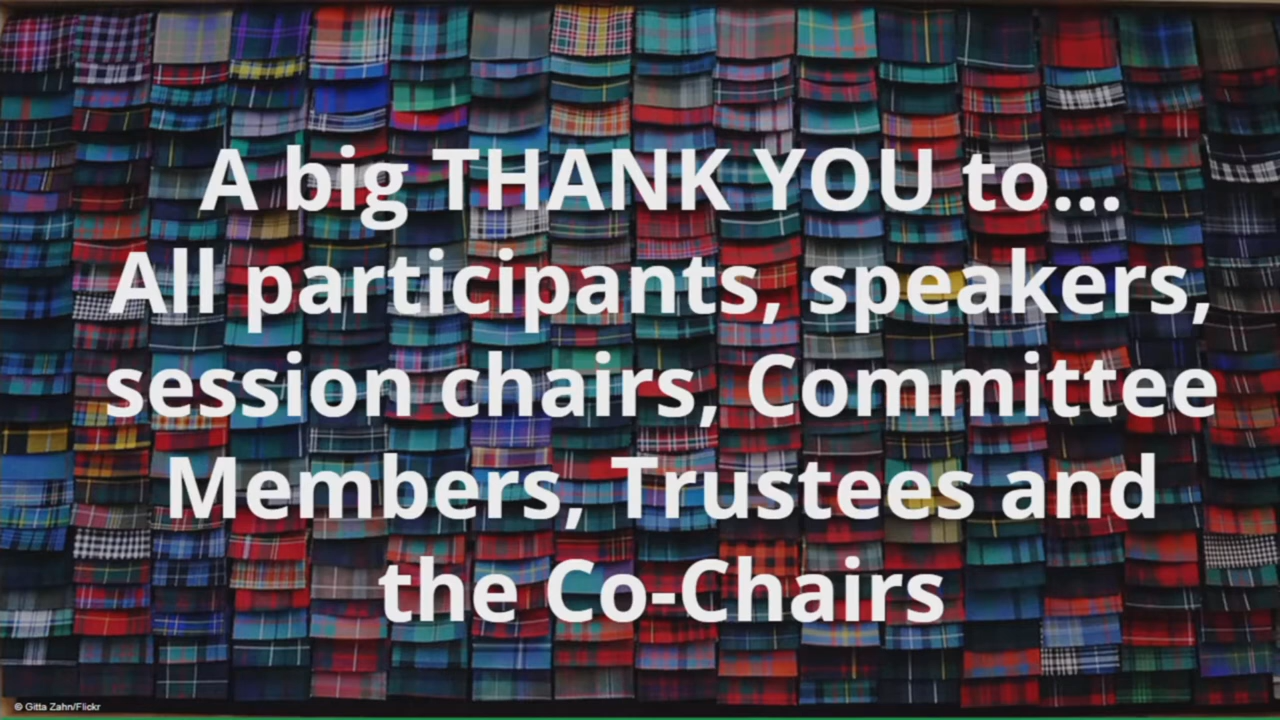 A big THANK YOU to...
All participants, speakers,
session chairs, Committee
Members, Trustees and
the Co-Chairs
© Gitta Zahn/Flickr